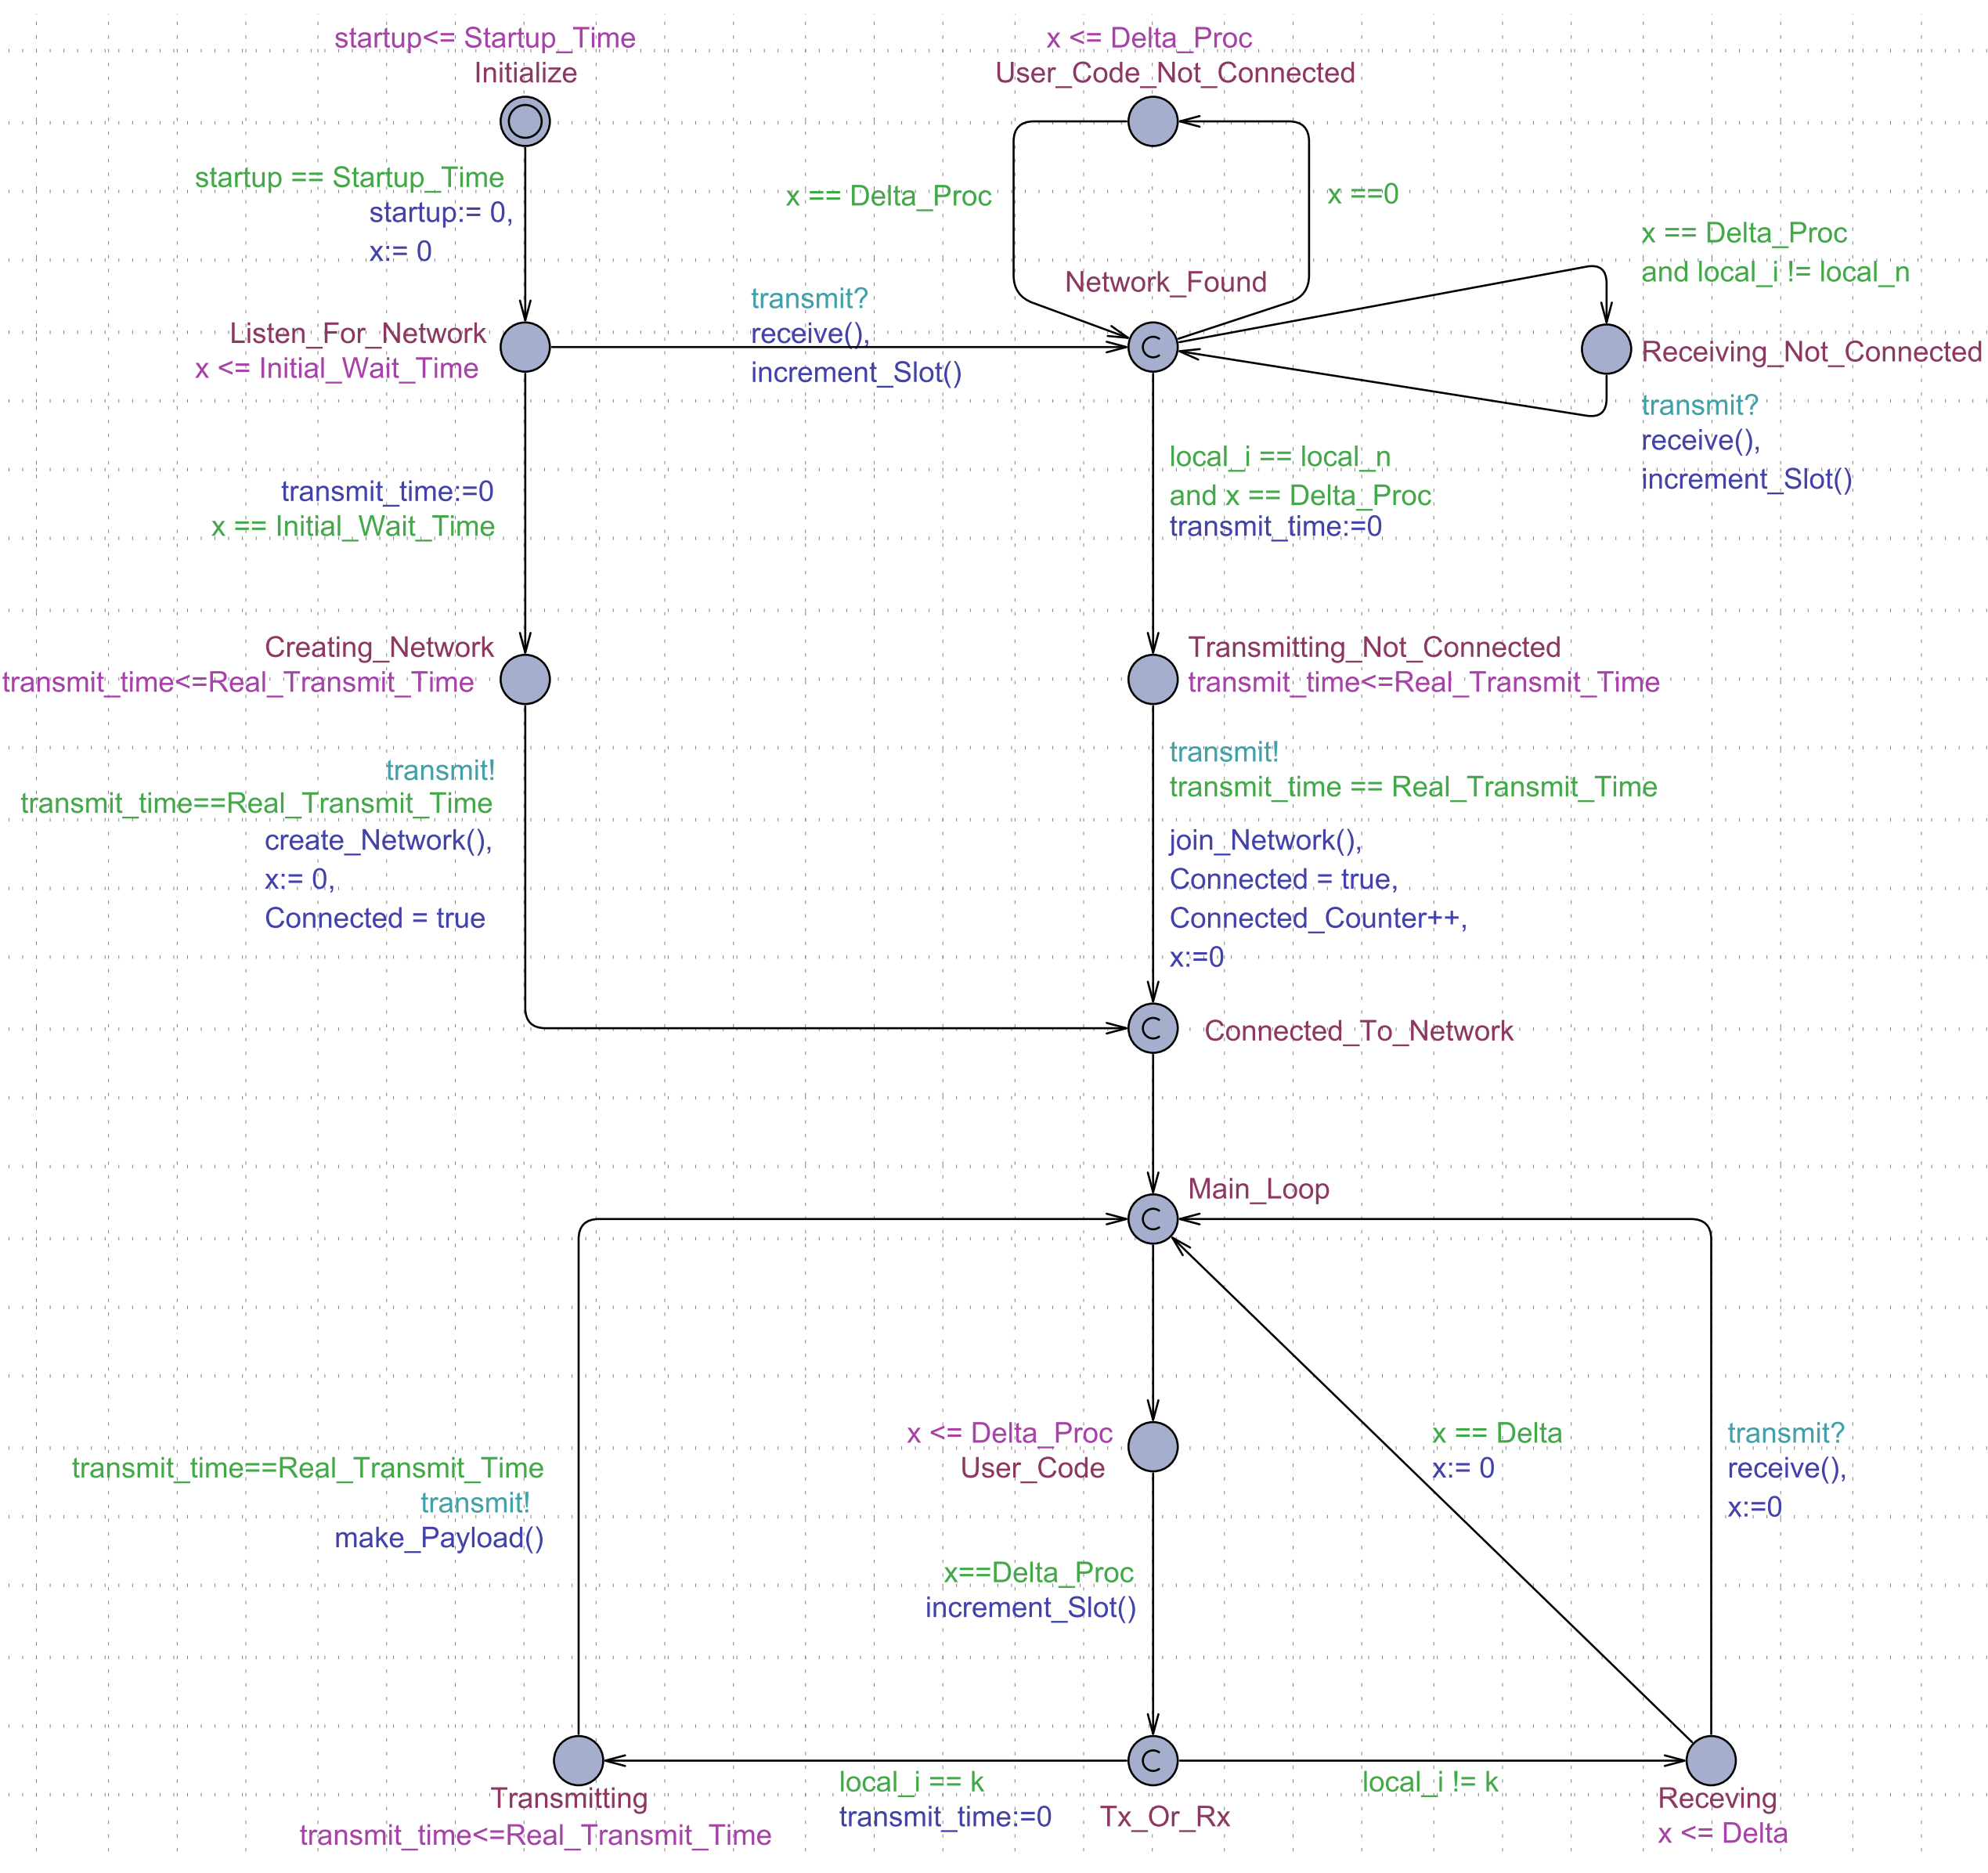 startup<= Startup_Time
Initialize
x <= Delta_Proc
User_Code_Not_Connected
startup == Startup_Time
startup:= 0,
x:= 0
x == Delta_Proc
x ==0
x == Delta_Proc
and local_i != local_n
Network_Found
Listen_For_Network
x <= Initial_Wait_Time
transmit?
receive(),
increment_Slot()
Receiving_Not_Connected
transmit?
receive(),
increment_Slot()
transmit_time:=0
x == Initial_Wait_Time
local_i == local_n
and x == Delta_Proc
transmit_time:=0
Creating_Network
transmit_time<=Real_Transmit_Time
Transmitting_Not_Connected
transmit_time<=Real_Transmit_Time
transmit!
transmit_time==Real_Transmit_Time
create_Network(),
x:= 0,
Connected = true
transmit!
transmit_time == Real_Transmit_Time
join_Network(),
Connected = true,
Connected_Counter++,
x:=0
C
C
Connected_To_Network
C
Main_Loop
x <= Delta_Proc
User_Code
x == Delta
x:= 0
transmit?
receive(),
x:=0
transmit_time==Real_Transmit_Time
transmit!
make_Payload()
x==Delta_Proc
increment_Slot()
C
Transmitting
transmit_time<=Real_Transmit_Time
local_i == k
transmit_time:=0
Tx_Or_Rx
local_i != k
Receving
x <= Delta